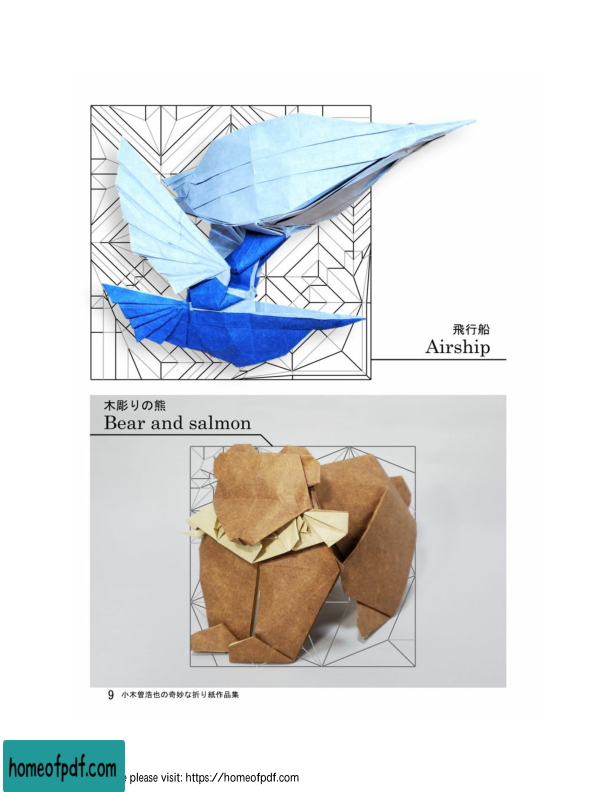 飛行船
Airship
木彫りの熊
Bear and salmon
9 小木曽浩也の奇妙な折り紙作品集
homeofpdf.com
please visit: https://homeofpdf.com